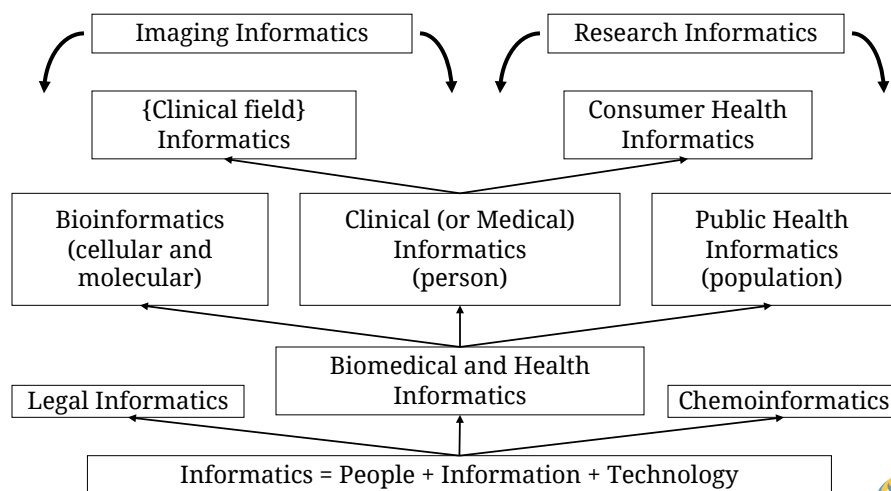 Imaging Informatics
Research Informatics
{Clinical field}
Informatics
Consumer Health
Informatics
Bioinformatics
(cellular and
molecular)
Clinical (or Medical)
Informatics
(person)
Public Health
Informatics
(population)
Biomedical and Health
Informatics
Legal Informatics
Chemoinformatics
Informatics = People + Information + Technology